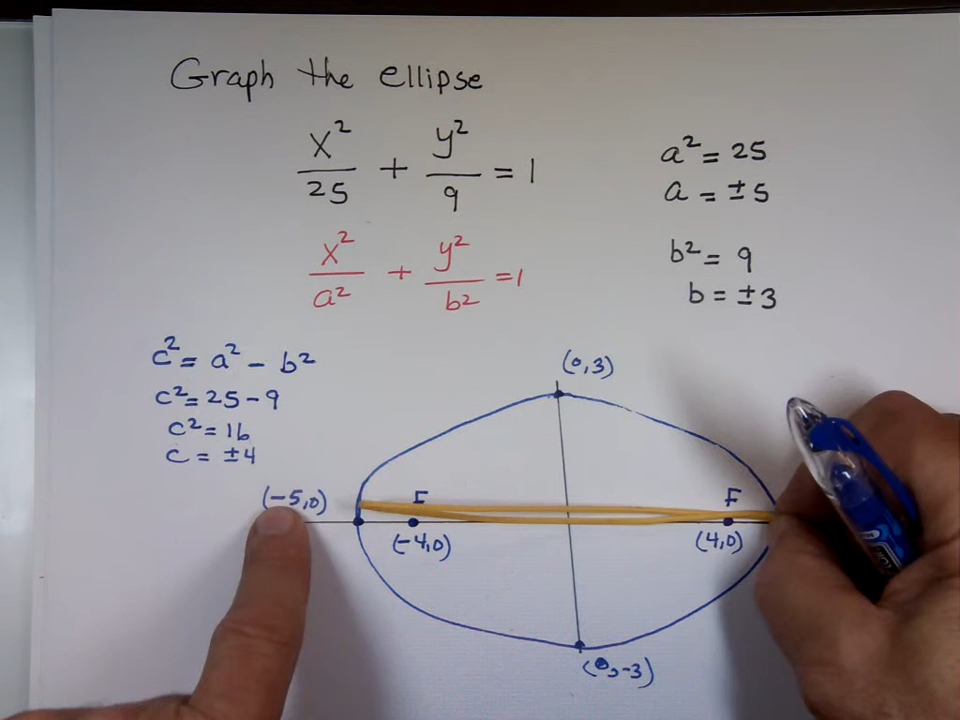 Graph the ellipse
x²/25 + y²/9 = 1
a² = 25
a = ±5
x²/a² + y²/b² = 1
b² = 9
b = ±3
c² = a² - b²
c² = 25 - 9
c² = 16
c = ±4
(0,3)
(-5,0)
F
F
(-4,0)
(4,0)
(0,-3)